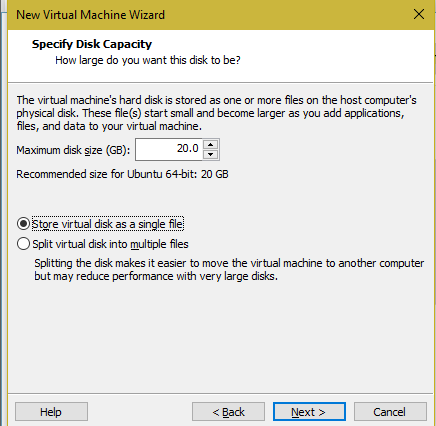 New Virtual Machine Wizard
Specify Disk Capacity
How large do you want this disk to be?
The virtual machine's hard disk is stored as one or more files on the host computer's
physical disk. These file(s) start small and become larger as you add applications,
files, and data to your virtual machine.
Maximum disk size (GB): 20.0
Recommended size for Ubuntu 64-bit: 20 GB
Store virtual disk as a single file
Split virtual disk into multiple files
Splitting the disk makes it easier to move the virtual machine to another computer
but may reduce performance with very large disks.
Help < Back Next > Cancel